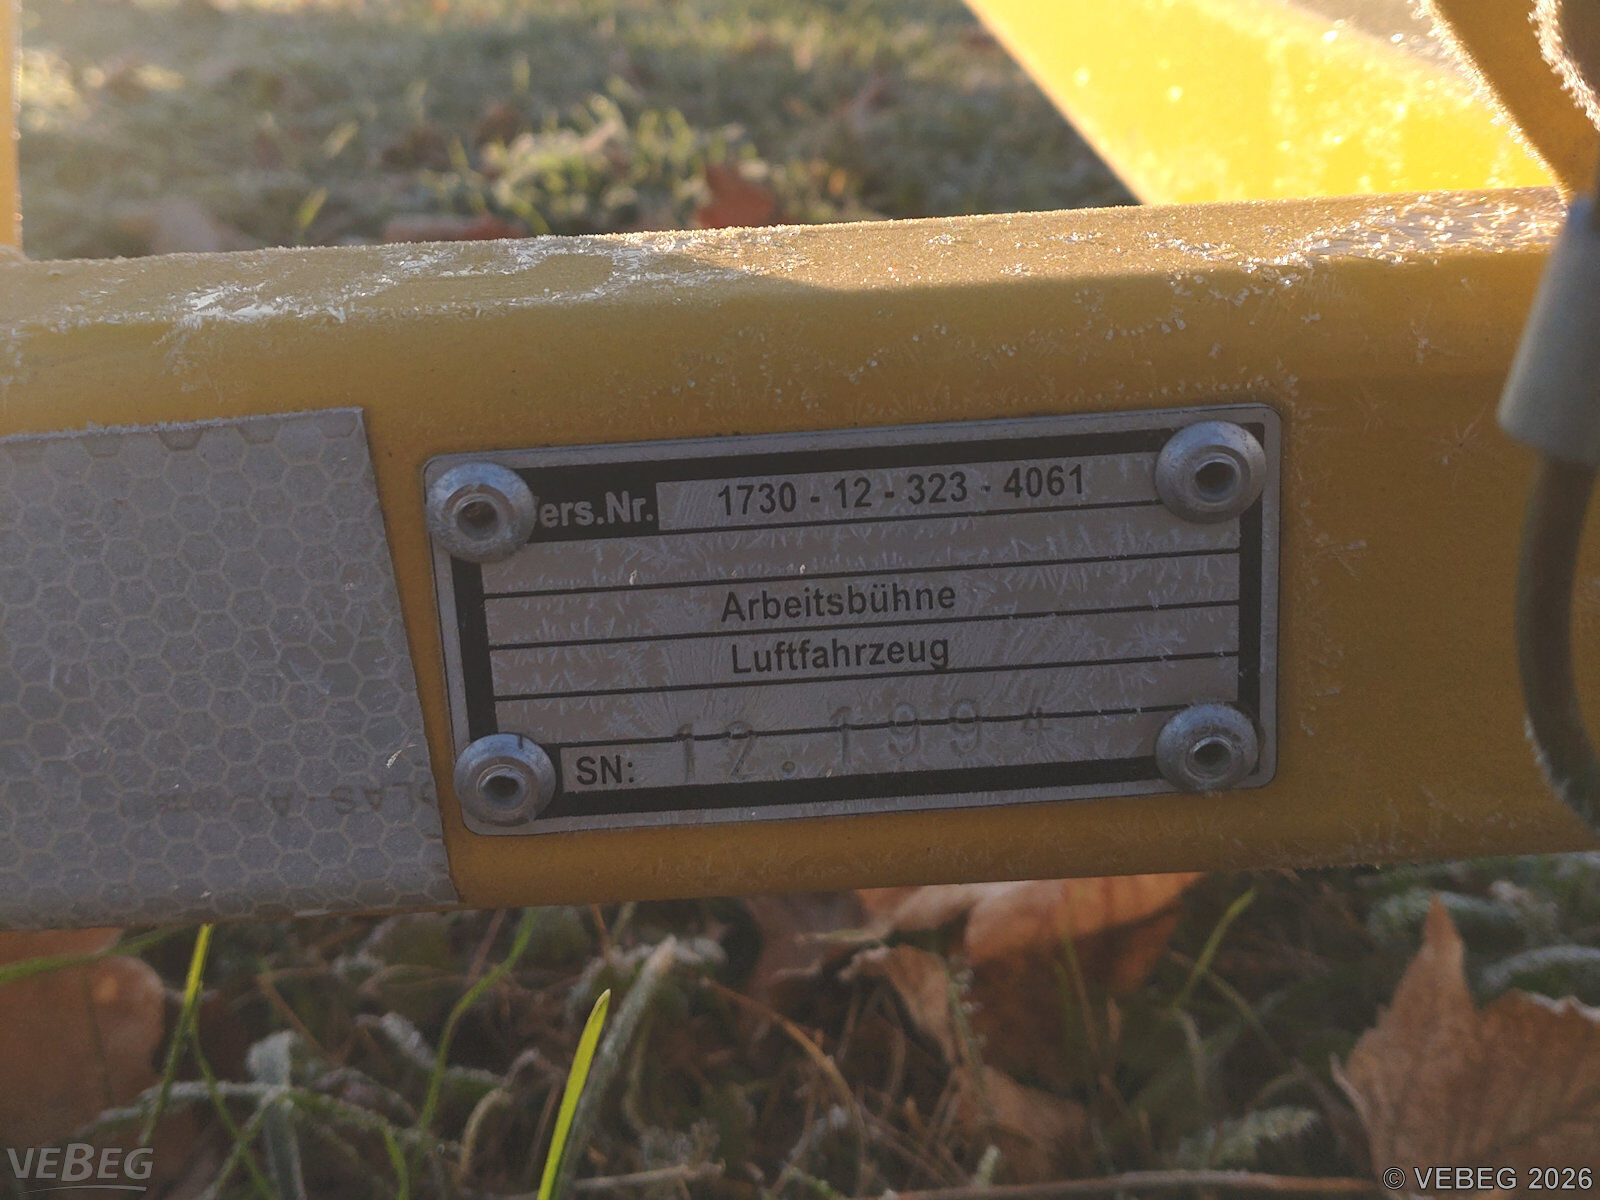 Vers.Nr. 1730 - 12 - 323 - 4061
Arbeitsbühne
Luftfahrzeug
SN: 12.1994
VEBEG
© VEBEG 2026